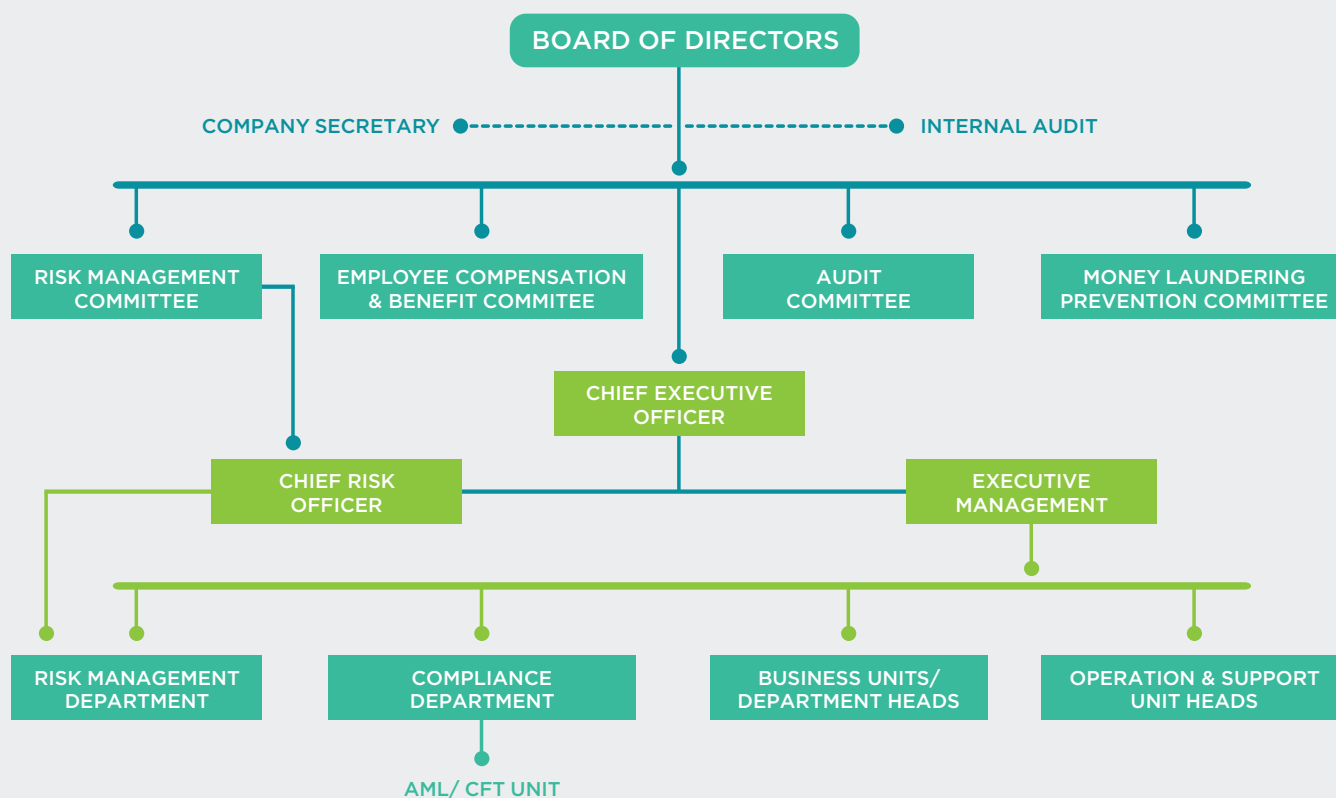 BOARD OF DIRECTORS
COMPANY SECRETARY
INTERNAL AUDIT
RISK MANAGEMENT
COMMITTEE
EMPLOYEE COMPENSATION
& BENEFIT COMMITEE
AUDIT
COMMITTEE
MONEY LAUNDERING
PREVENTION COMMITTEE
CHIEF EXECUTIVE
OFFICER
CHIEF RISK
OFFICER
EXECUTIVE
MANAGEMENT
RISK MANAGEMENT
DEPARTMENT
COMPLIANCE
DEPARTMENT
BUSINESS UNITS/
DEPARTMENT HEADS
OPERATION & SUPPORT
UNIT HEADS
AML/ CFT UNIT